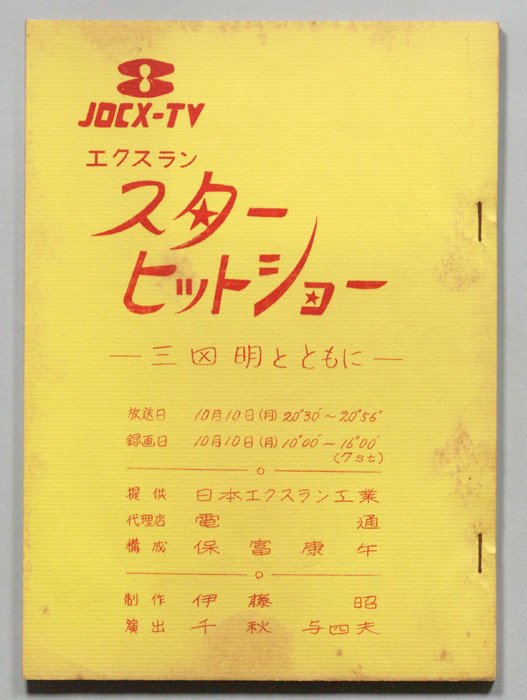 JOCX-TV
エクスラン
スター
ヒットショー
—三田明とともに—
放送日 10月10日(月) 20°30′～20°56′
録画日 10月10日(月) 10°00′～16°00′
(7st)
提供 日本エクスラン工業
代理店 電通
構成 保富康午
制作 伊藤昭
演出 千秋与四夫